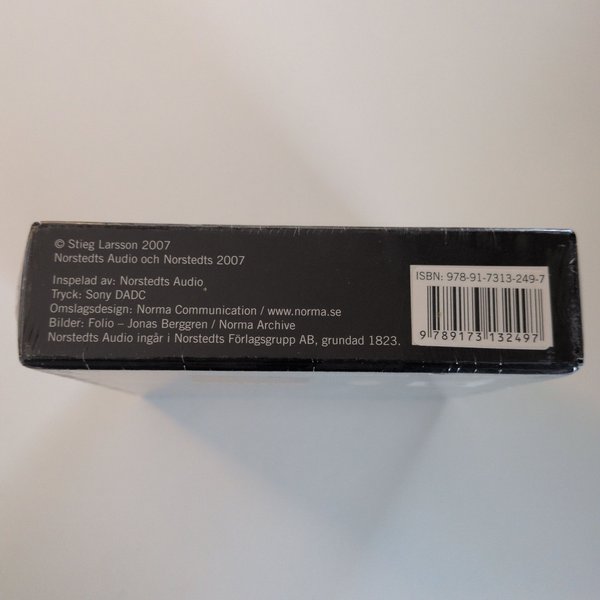 © Stieg Larsson 2007
Norstedts Audio och Norstedts 2007
Inspelad av: Norstedts Audio
Tryck: Sony DADC
Omslagsdesign: Norma Communication / www.norma.se
Bilder: Folio – Jonas Berggren / Norma Archive
Norstedts Audio ingår i Norstedts Förlagsgrupp AB, grundad 1823.
ISBN: 978-91-7313-249-7
9 789173 132497